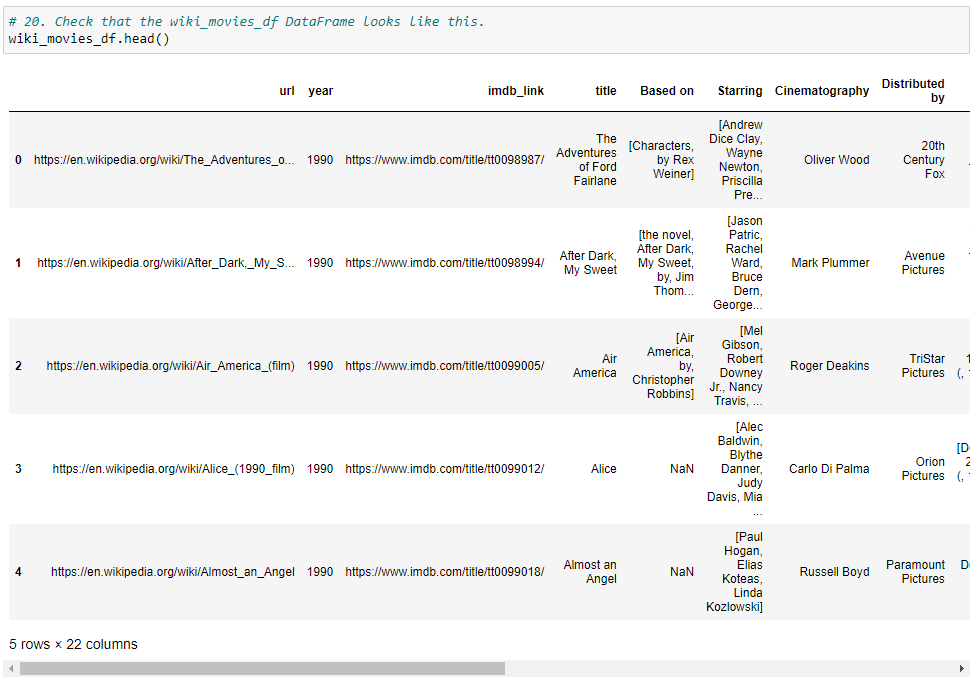 # 20. Check that the wiki_movies_df DataFrame looks like this.
wiki_movies_df.head()
url year imdb_link title Based on Starring Cinematography Distributed by
0 https://en.wikipedia.org/wiki/The_Adventures_o... 1990 https://www.imdb.com/title/tt0098987/ The Adventures of Ford Fairlane [Characters, by Rex Weiner] [Andrew Dice Clay, Wayne Newton, Priscilla Pre... Oliver Wood 20th Century Fox
1 https://en.wikipedia.org/wiki/After_Dark,_My_S... 1990 https://www.imdb.com/title/tt0098994/ After Dark, My Sweet [the novel, After Dark, My Sweet, by, Jim Thom... [Jason Patric, Rachel Ward, Bruce Dern, George... Mark Plummer Avenue Pictures
2 https://en.wikipedia.org/wiki/Air_America_(film) 1990 https://www.imdb.com/title/tt0099005/ Air America [Air America, by, Christopher Robbins] [Mel Gibson, Robert Downey Jr., Nancy Travis, ... Roger Deakins TriStar Pictures
3 https://en.wikipedia.org/wiki/Alice_(1990_film) 1990 https://www.imdb.com/title/tt0099012/ Alice NaN [Alec Baldwin, Blythe Danner, Judy Davis, Mia ... Carlo Di Palma Orion Pictures
4 https://en.wikipedia.org/wiki/Almost_an_Angel 1990 https://www.imdb.com/title/tt0099018/ Almost an Angel NaN [Paul Hogan, Elias Koteas, Linda Kozlowski] Russell Boyd Paramount Pictures
5 rows × 22 columns